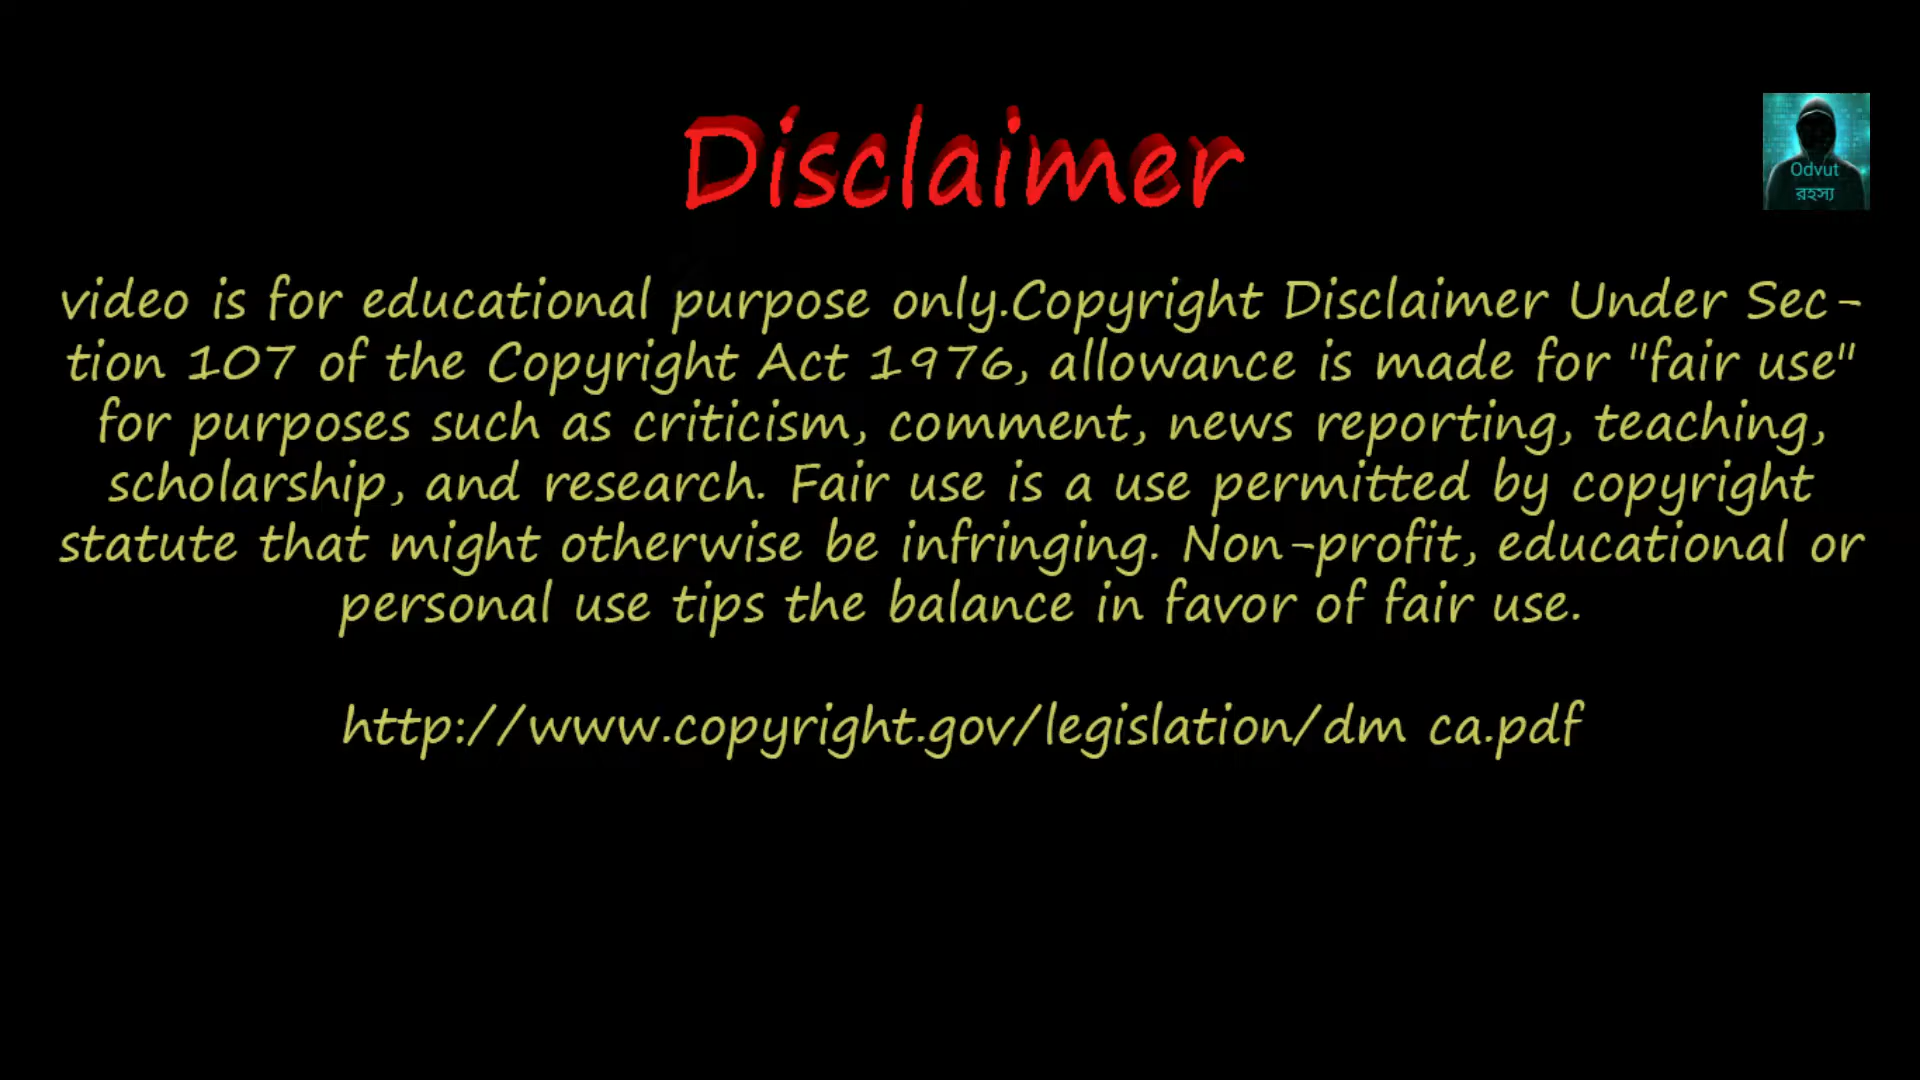 Disclaimer
Odvut
রহস্য
video is for educational purpose only.Copyright Disclaimer Under Sec-
tion 107 of the Copyright Act 1976, allowance is made for "fair use"
for purposes such as criticism, comment, news reporting, teaching,
scholarship, and research. Fair use is a use permitted by copyright
statute that might otherwise be infringing. Non-profit, educational or
personal use tips the balance in favor of fair use.
http://www.copyright.gov/legislation/dm ca.pdf